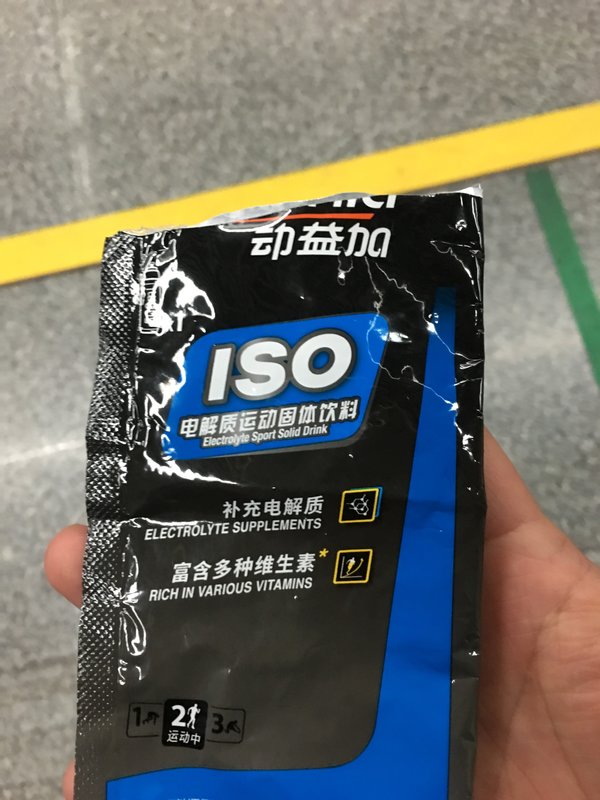 动益加
ISO
电解质运动固体饮料
Electrolyte Sport Solid Drink
补充电解质
ELECTROLYTE SUPPLEMENTS
富含多种维生素*
RICH IN VARIOUS VITAMINS
1 2 3
运动中